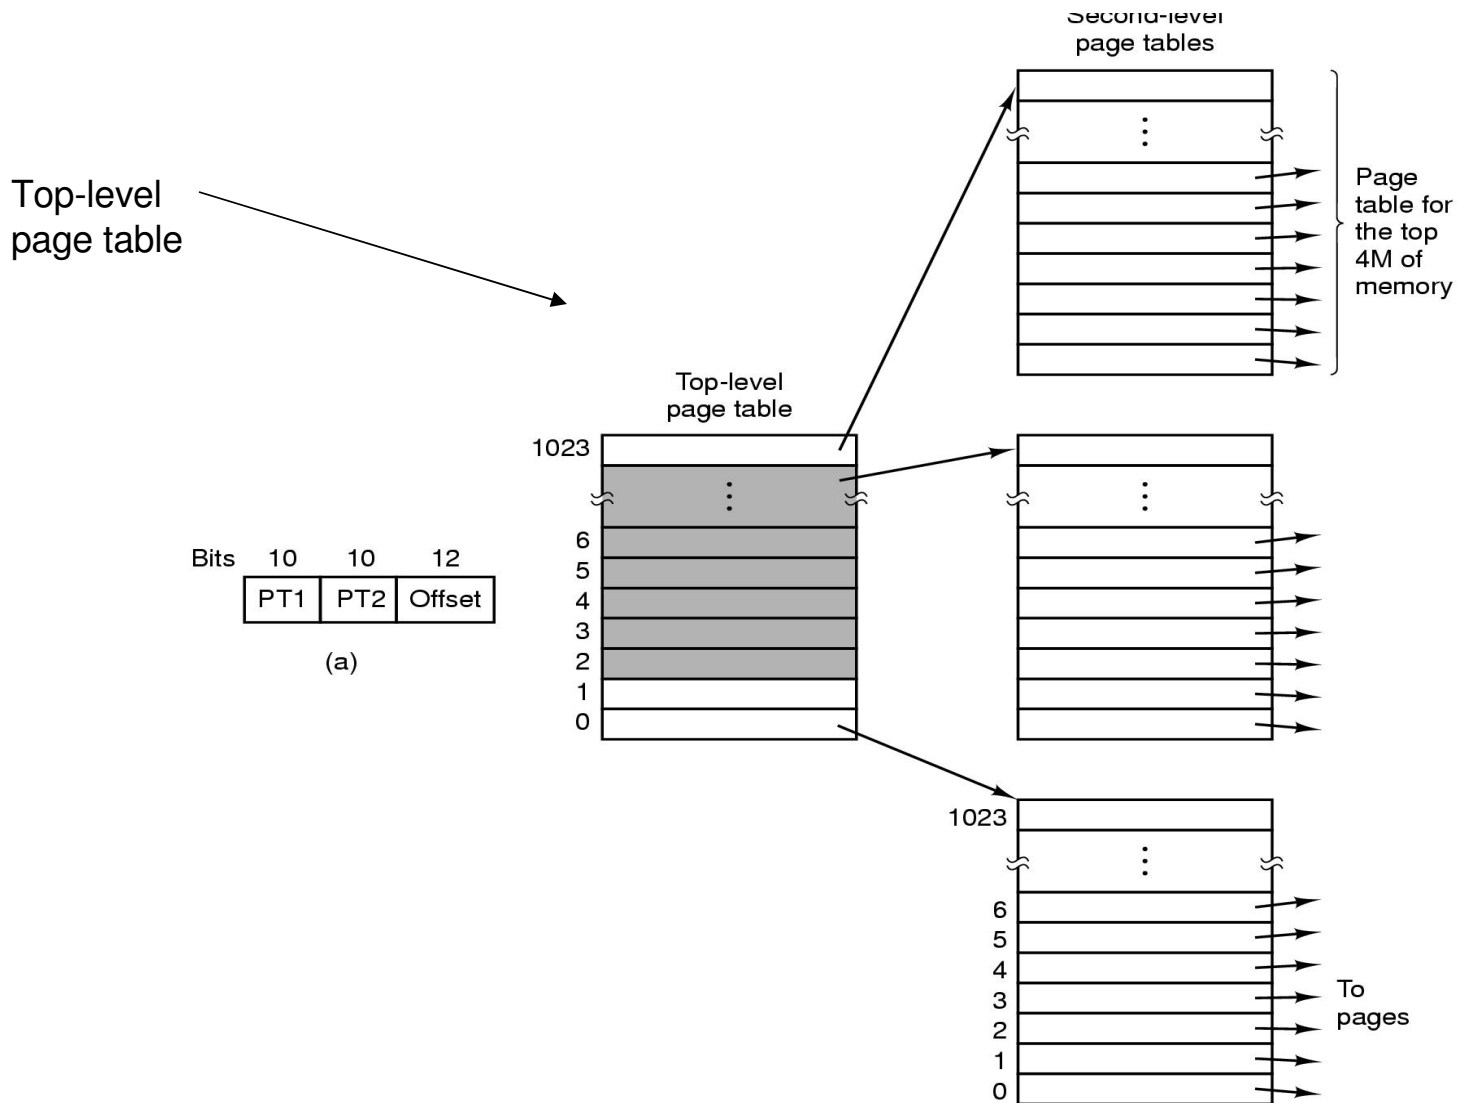 Second-level
page tables
Page
table for
the top
4M of
memory
Top-level
page table
Top-level
page table
1023
6
5
4
3
2
1
0
Bits 10 10 12
PT1 PT2 Offset
(a)
1023
6
5
4
3
2
1
0
To
pages